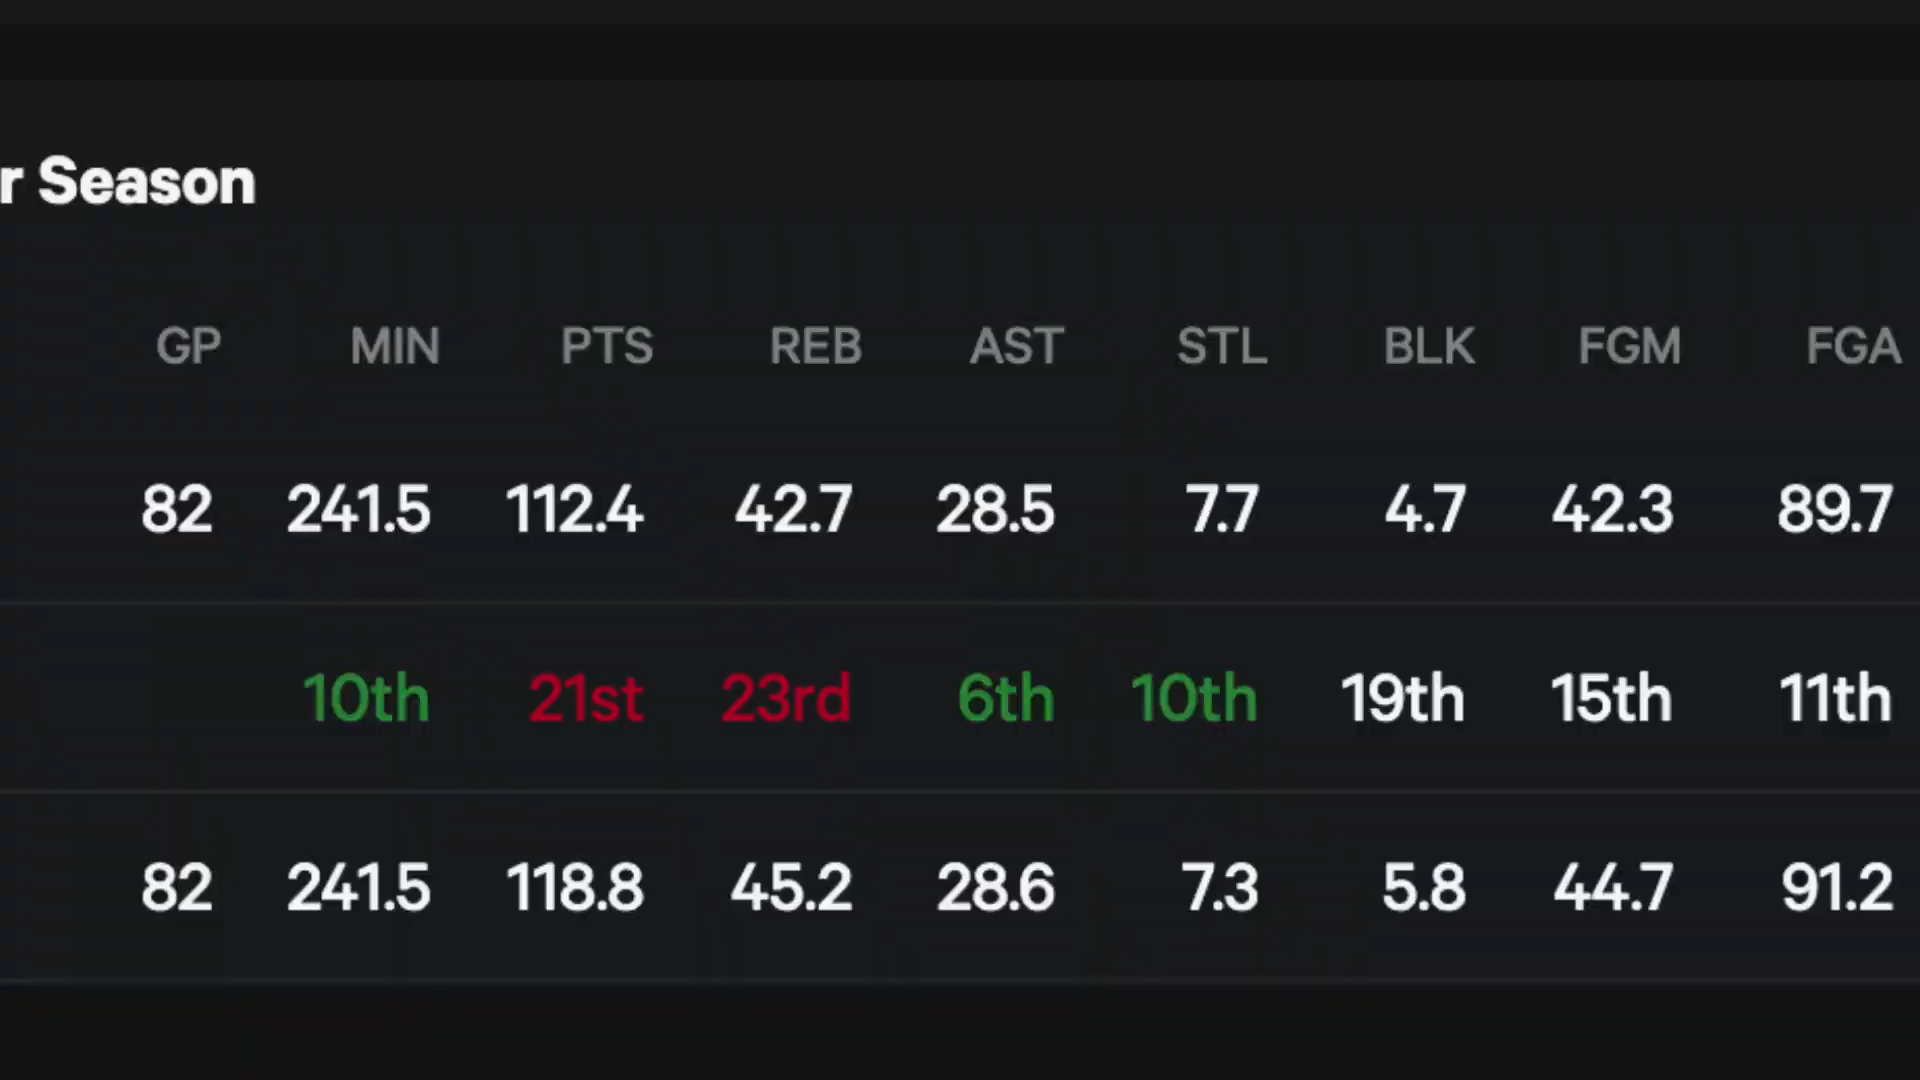 r Season
GP MIN PTS REB AST STL BLK FGM FGA
82 241.5 112.4 42.7 28.5 7.7 4.7 42.3 89.7
10th 21st 23rd 6th 10th 19th 15th 11th
82 241.5 118.8 45.2 28.6 7.3 5.8 44.7 91.2